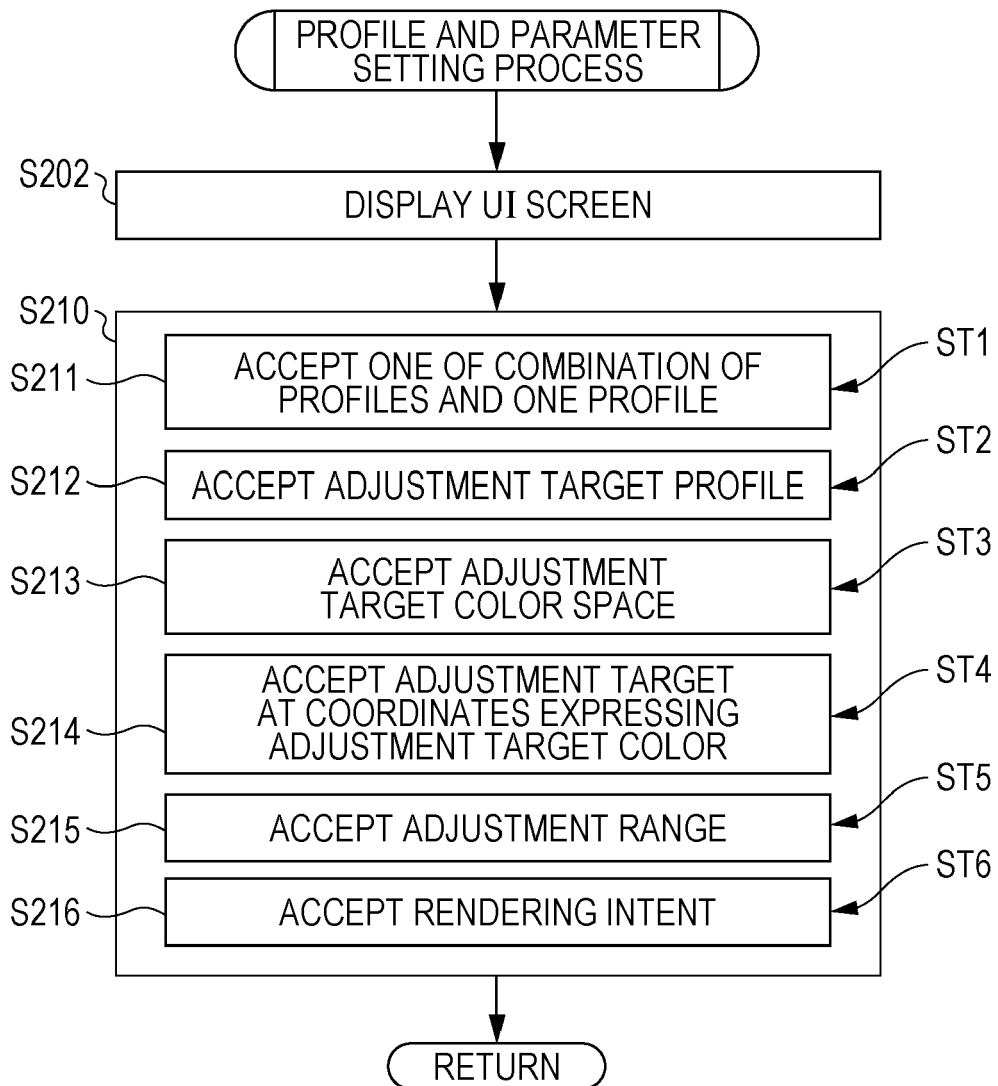 PROFILE AND PARAMETER
SETTING PROCESS
S202
DISPLAY UI SCREEN
S210
S211
ACCEPT ONE OF COMBINATION OF
PROFILES AND ONE PROFILE
ST1
S212
ACCEPT ADJUSTMENT TARGET PROFILE
ST2
S213
ACCEPT ADJUSTMENT
TARGET COLOR SPACE
ST3
S214
ACCEPT ADJUSTMENT TARGET
AT COORDINATES EXPRESSING
ADJUSTMENT TARGET COLOR
ST4
S215
ACCEPT ADJUSTMENT RANGE
ST5
S216
ACCEPT RENDERING INTENT
ST6
RETURN